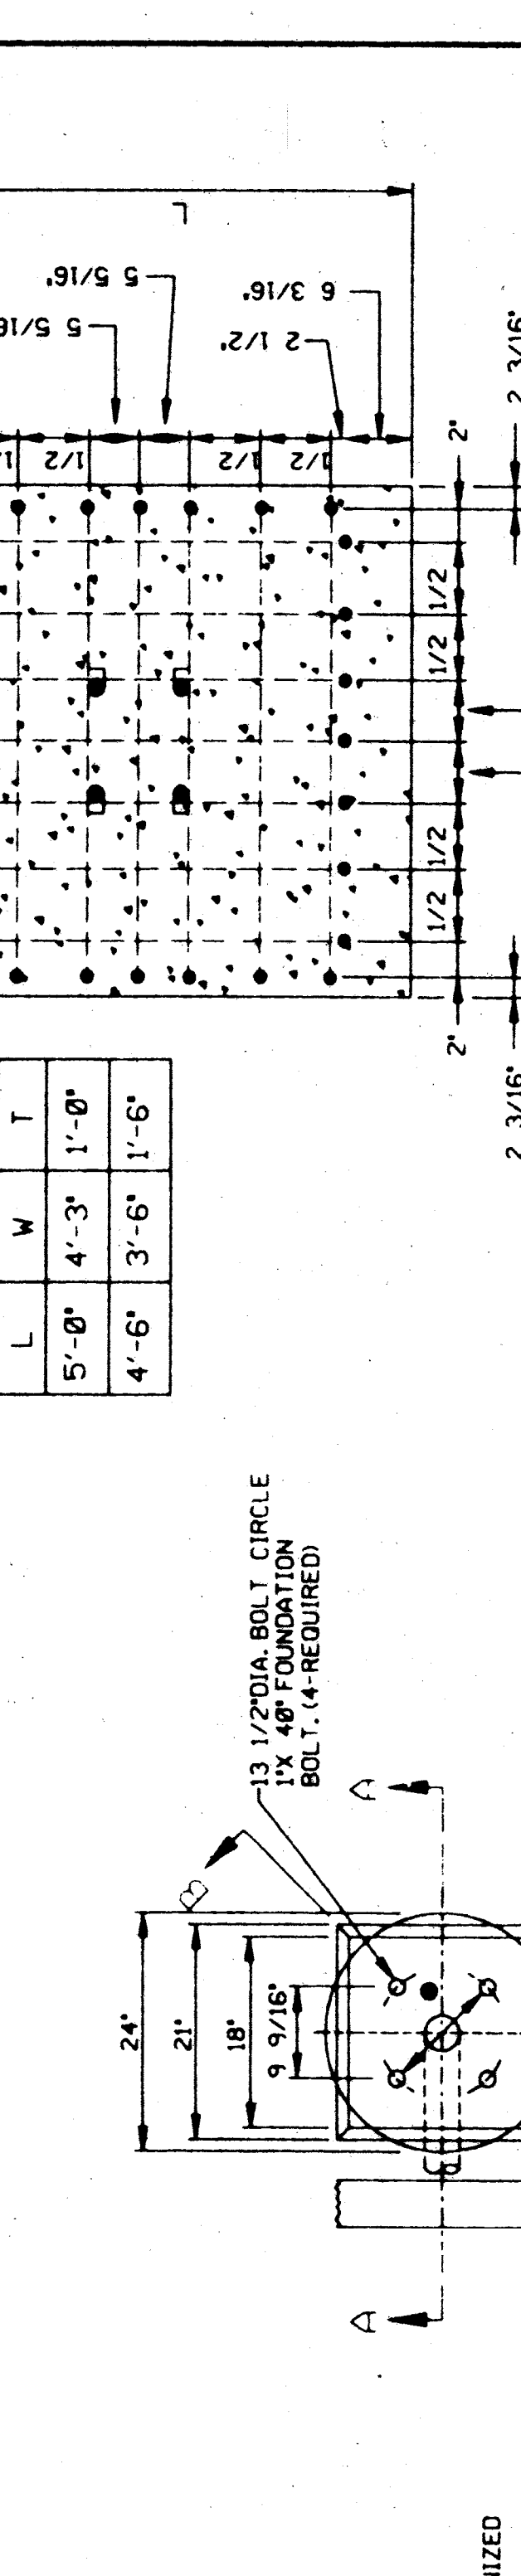 L
5 5/16"
5 5/16
6 3/16"
2 1/2"
1/2
1/2
1/2
2"
2 3/16"
1/2
1/2
1/2
1/2
2"
2 3/16"
L W T
5'-0" 4'-3" 1'-0"
4'-6" 3'-6" 1'-6"
13 1/2"DIA. BOLT CIRCLE
1"X 40" FOUNDATION
BOLT. (4-REQUIRED)
B
A
24"
21"
18"
9 9/16"
A
NIZED